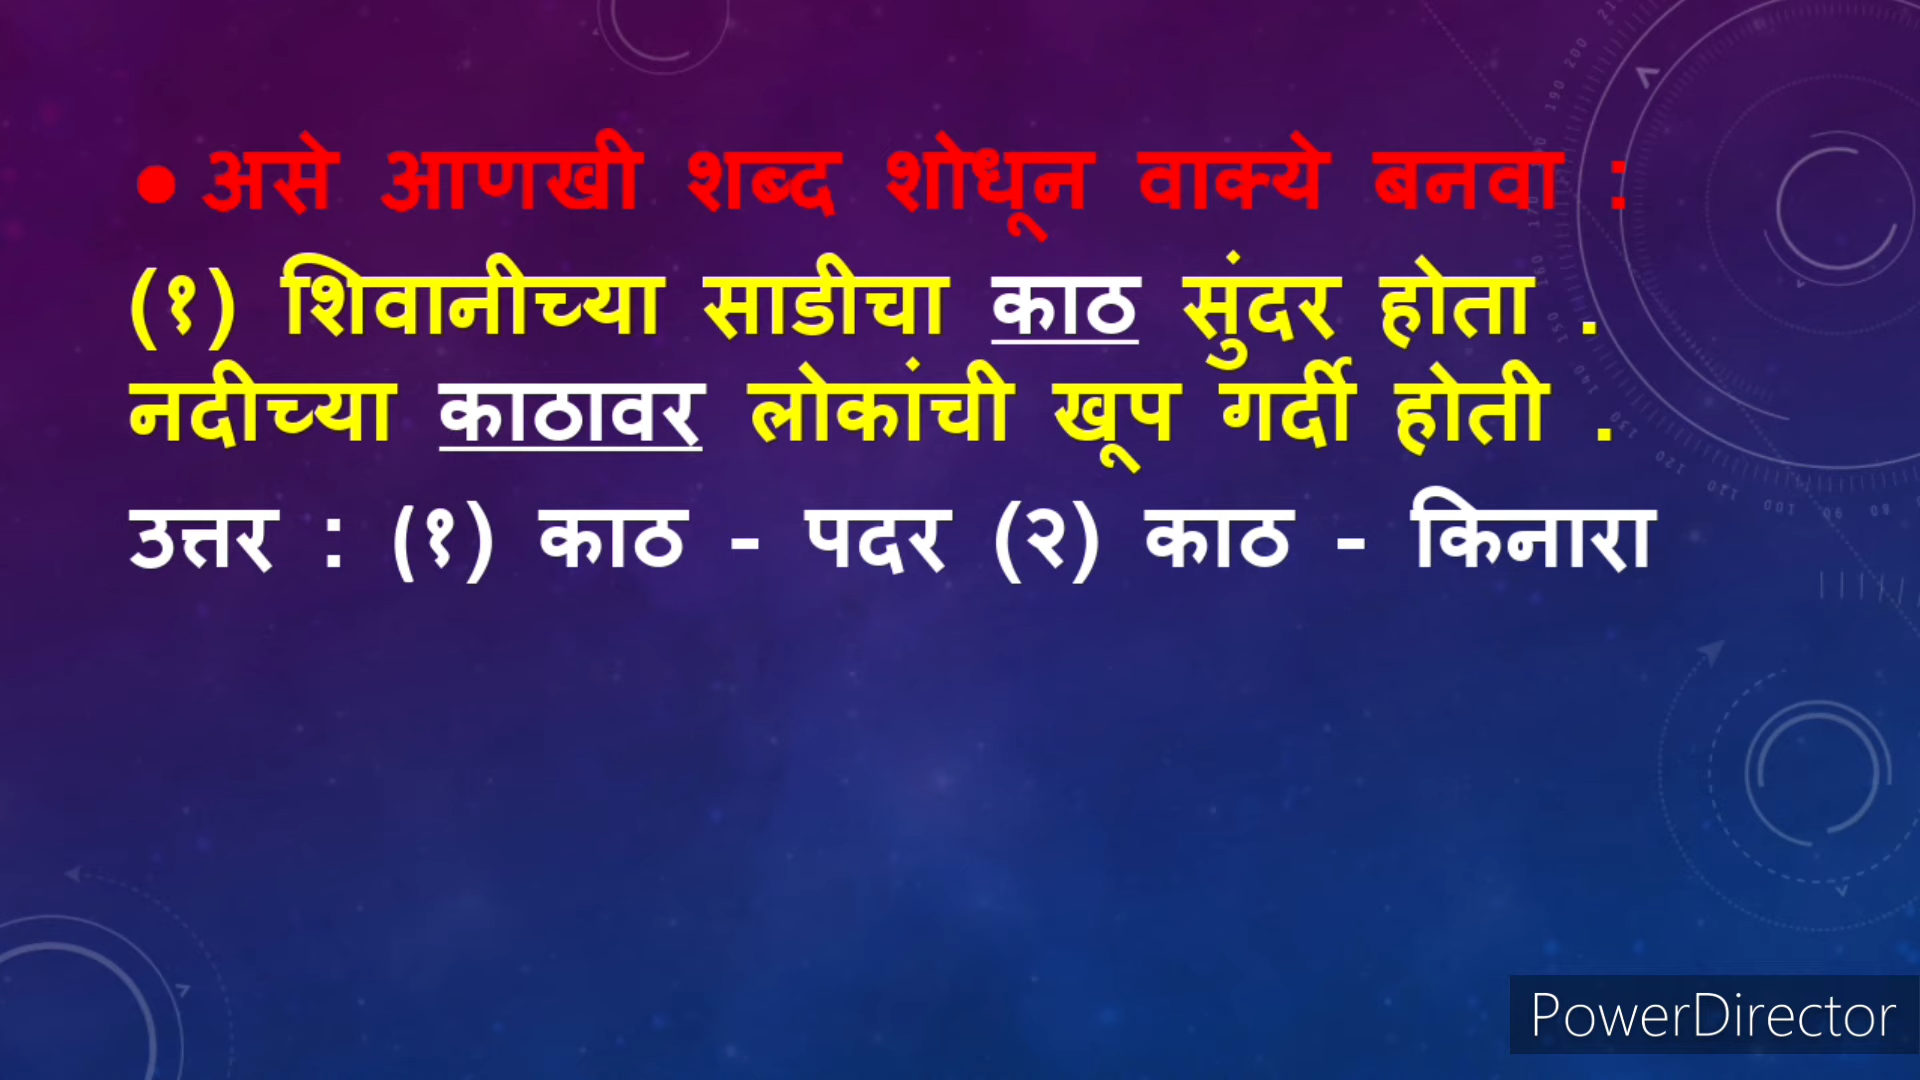 • असे आणखी शब्द शोधून वाक्ये बनवा :
(१) शिवानीच्या साडीचा काठ सुंदर होता .
नदीच्या काठावर लोकांची खूप गर्दी होती .
उत्तर : (१) काठ - पदर (२) काठ - किनारा
PowerDirector